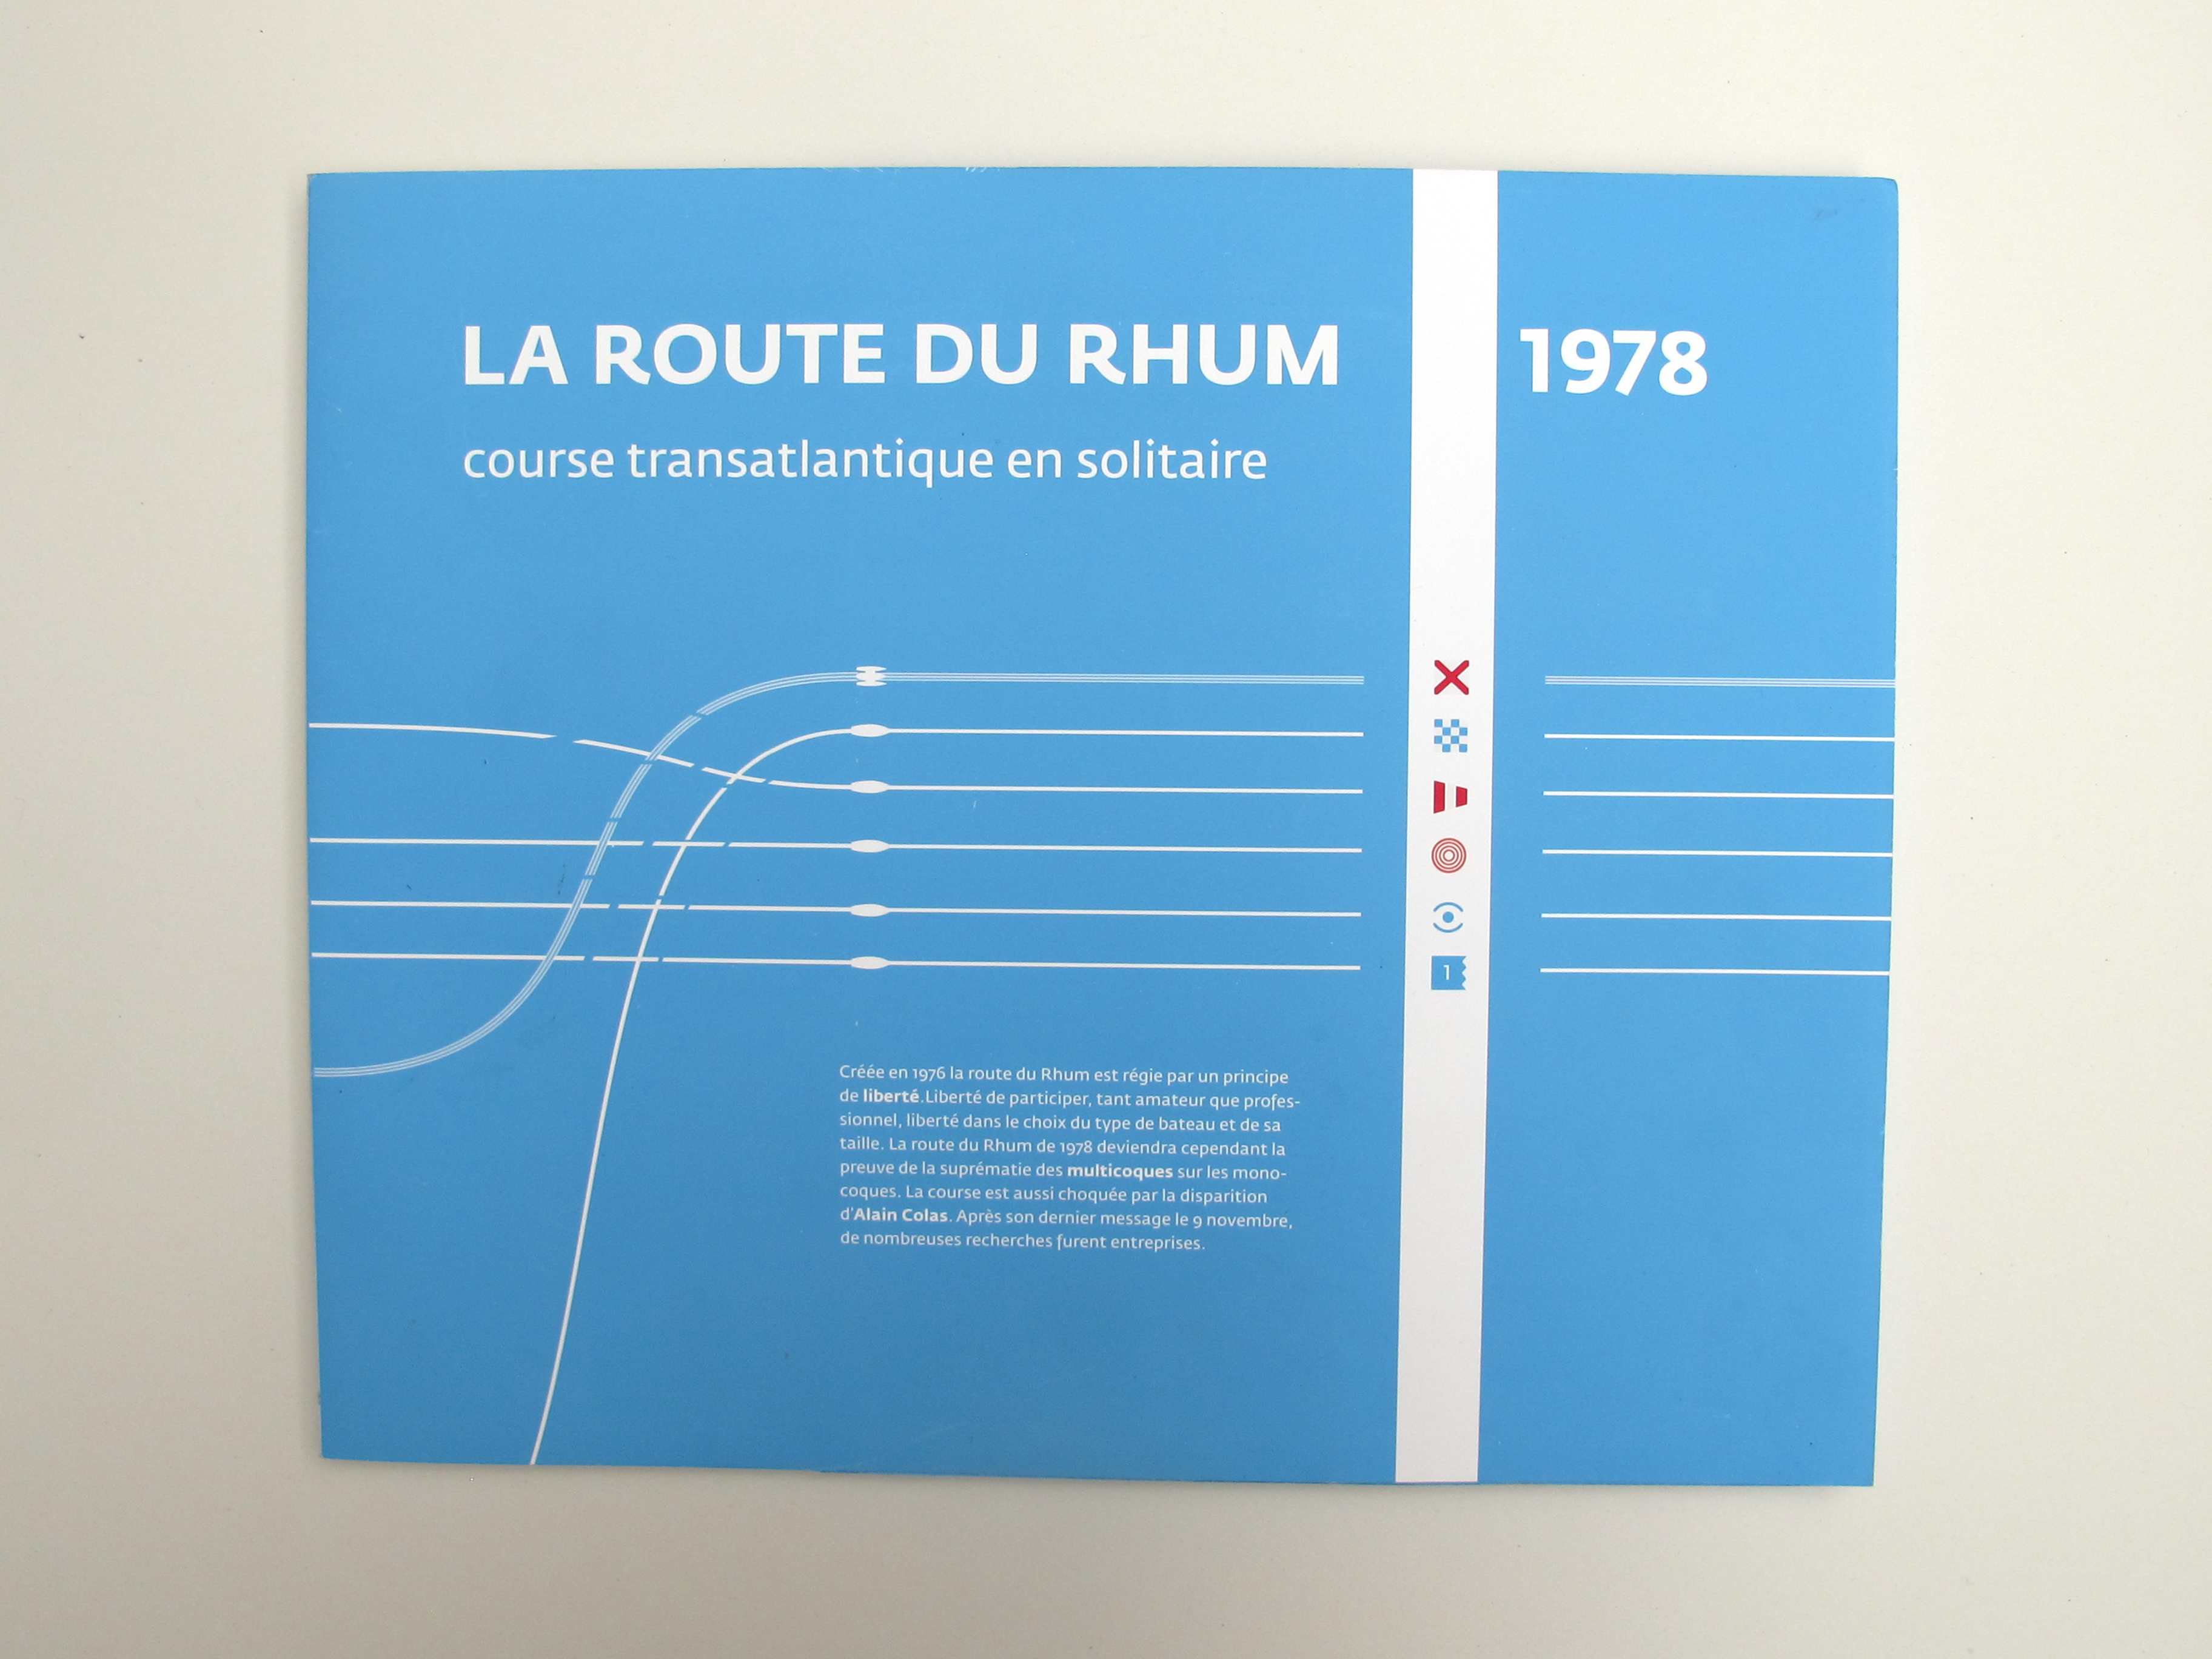 LA ROUTE DU RHUM 1978
course transatlantique en solitaire
1
Créée en 1976 la route du Rhum est régie par un principe
de liberté.Liberté de participer, tant amateur que profes-
sionnel, liberté dans le choix du type de bateau et de sa
taille. La route du Rhum de 1978 deviendra cependant la
preuve de la suprématie des multicoques sur les mono-
coques. La course est aussi choquée par la disparition
d'Alain Colas. Après son dernier message le 9 novembre,
de nombreuses recherches furent entreprises.